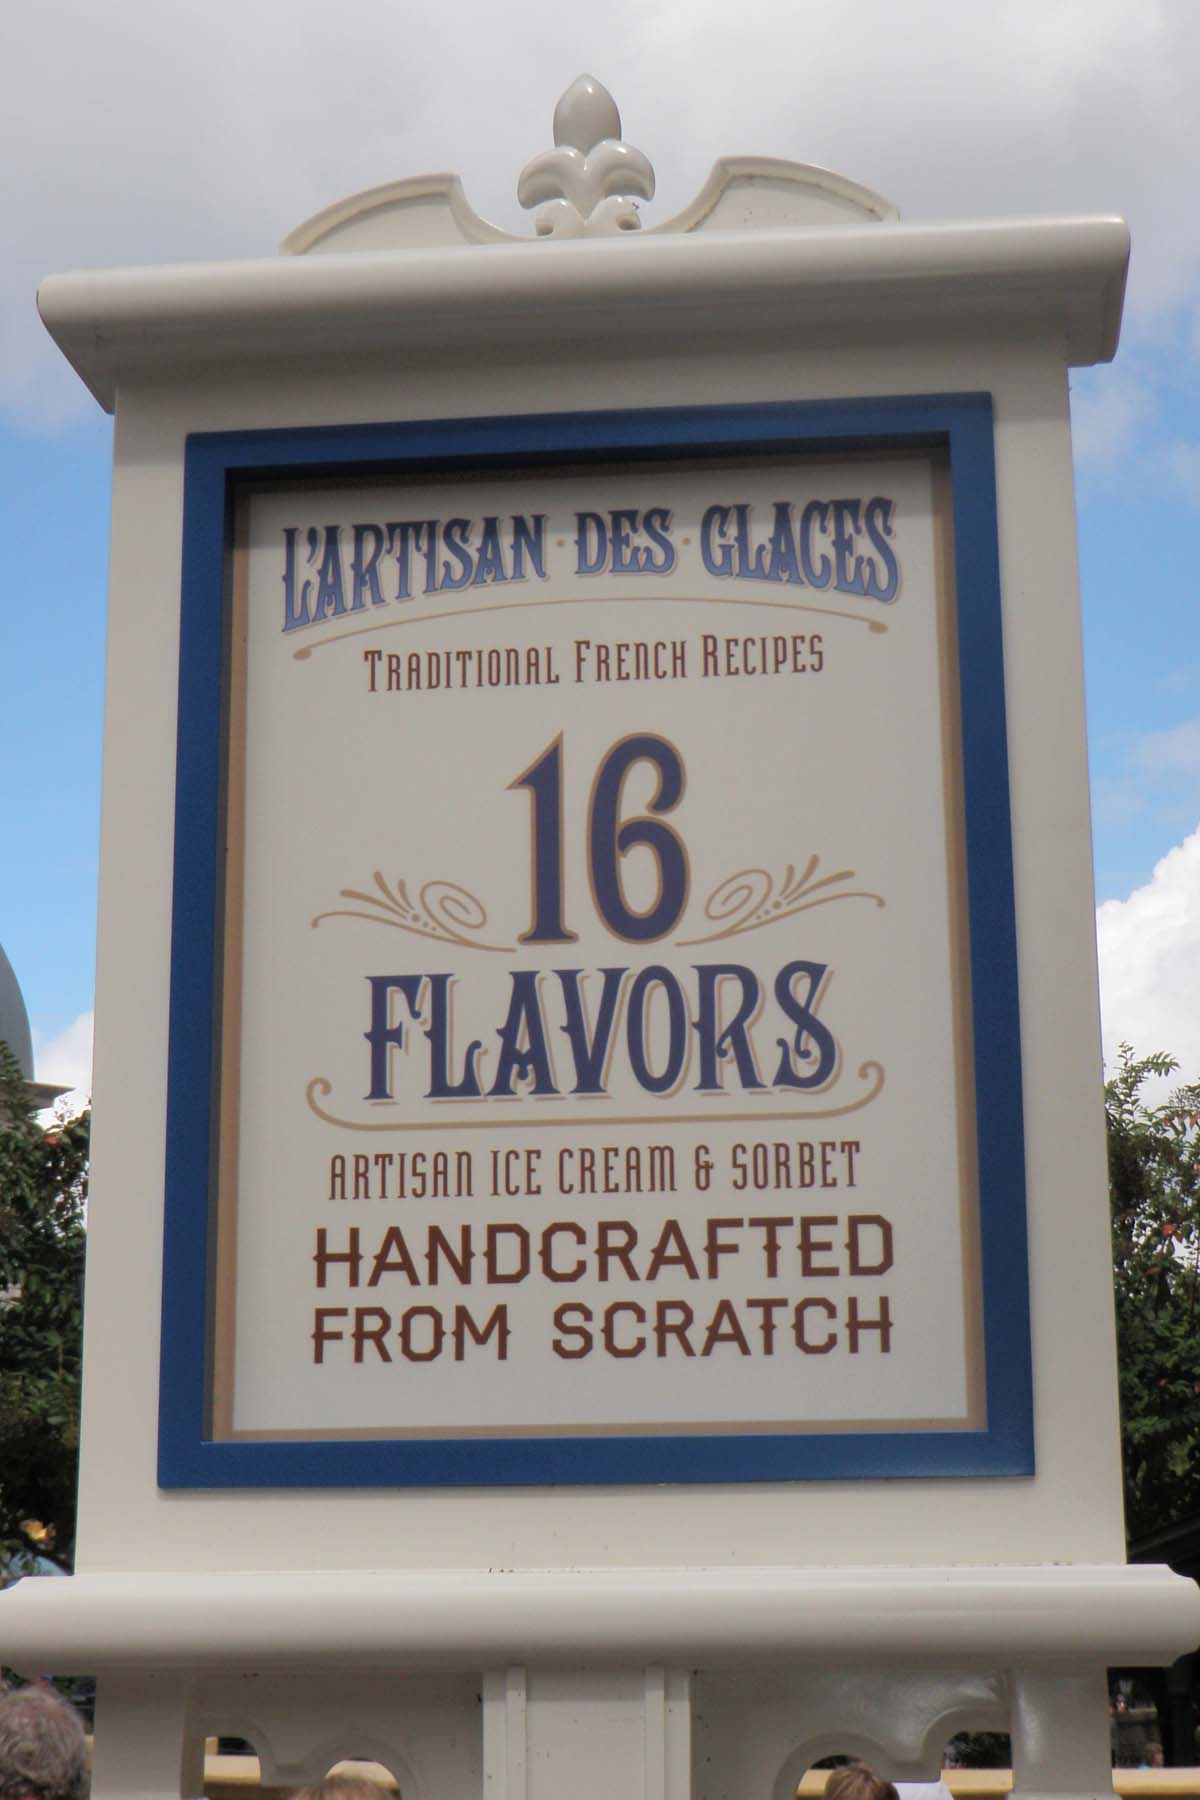 L'ARTISAN · DES · GLACES
TRADITIONAL FRENCH RECIPES
16
FLAVORS
ARTISAN ICE CREAM & SORBET
HANDCRAFTED
FROM SCRATCH